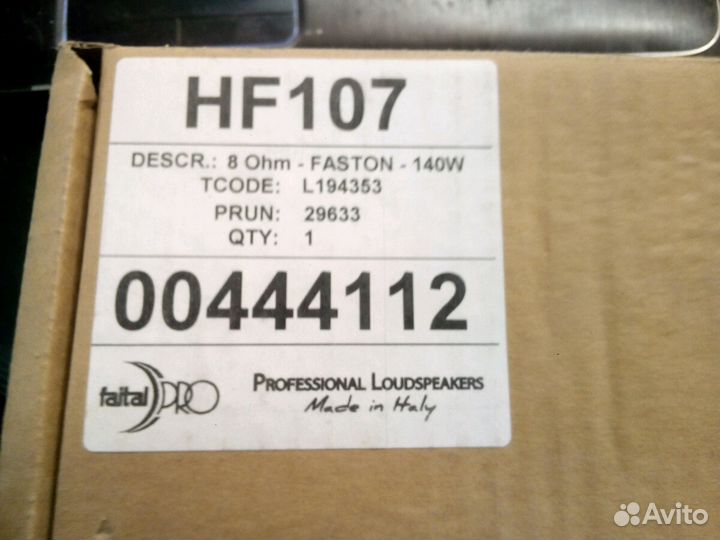 HF107
DESCR.: 8 Ohm - FASTON - 140W
TCODE: L194353
PRUN: 29633
QTY: 1
00444112
faital PRO
PROFESSIONAL LOUDSPEAKERS
Made in Italy
Avito